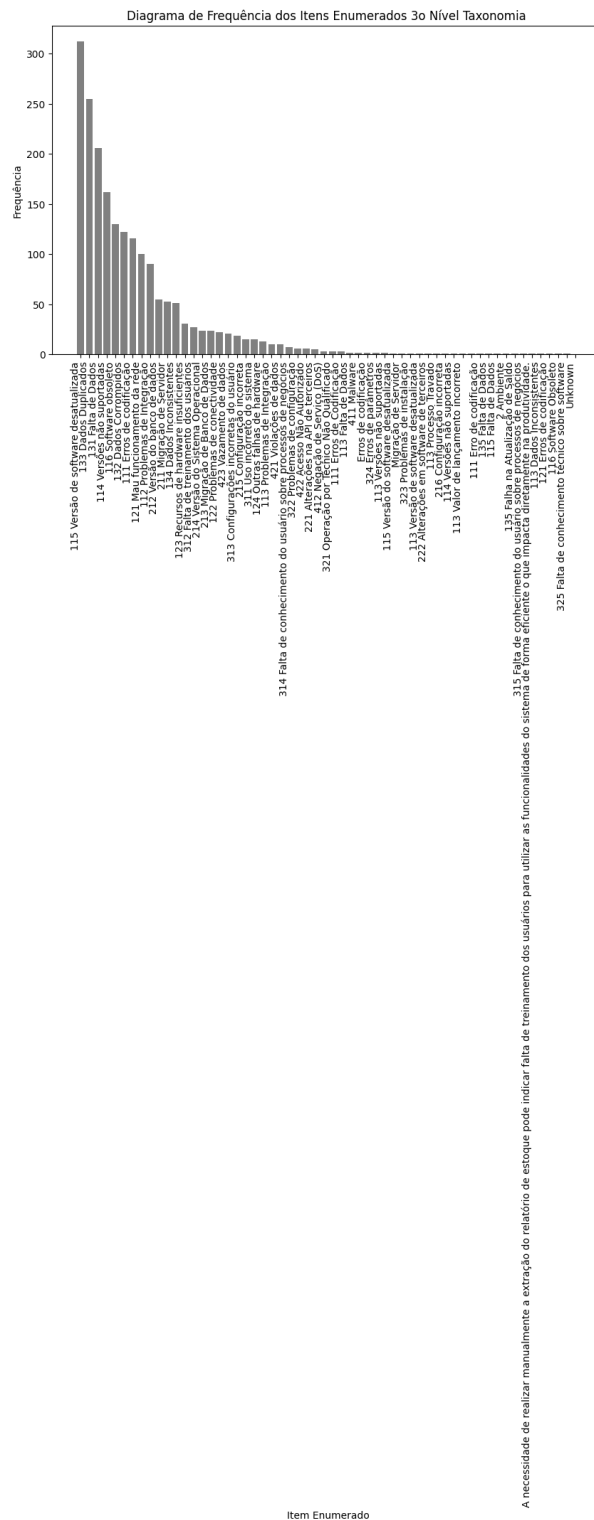 Diagrama de Frequência dos Itens Enumerados 3o Nível Taxonomia
300
250
200
150
100
50
0
Frequência
115 Versão de software desatualizada
133 Dados Duplicados
131 Falta de Dados
114 Versões não suportadas
116 Software obsoleto
132 Dados Corrompidos
111 Erros de codificação
121 Mau funcionamento da rede
112 Problemas de integração
212 Versão do banco de dados
211 Migração de Servidor
134 Dados Inconsistentes
123 Recursos de hardware insuficientes
312 Falta de treinamento dos usuários
214 Versão do Sistema Operacional
213 Migração de Banco de Dados
122 Problemas de conectividade
423 Vazamento de dados
313 Configurações incorretas do usuário
215 Configuração incorreta
311 Uso incorreto do sistema
124 Outras falhas de hardware
113 Problemas de Integração
421 Violações de dados
314 Falta de conhecimento do usuário sobre processos de negócios
322 Problemas de configuração
422 Acesso Não Autorizado
221 Alterações na API de terceiros
412 Negação de Serviço (DoS)
321 Operação por Técnico Não Qualificado
111 Erros de Codificação
113 Falta de Dados
411 Malware
Erros de codificação
324 Erros de parâmetros
113 Versões não suportadas
115 Versão do software desatualizada
Migração de Servidor
323 Problemas de instalação
113 Versão de software desatualizada
222 Alterações em software de terceiros
117 Processo Travado
216 Configuração incorreta
114 Versões não suportadas
113 Valor de lançamento incorreto
111 Erro de codificação
135 Falta de Dados
115 Falta de Dados
2 Ambiente
135 Falha na Atualização de Saldo
315 Falta de conhecimento do usuário sobre processos de negócios
A necessidade de realizar manualmente a extração do relatório de estoque pode indicar falta de treinamento dos usuários para utilizar as funcionalidades do sistema de forma eficiente o que impacta diretamente na produtividade.
113 Dados Inconsistentes
121 Erros de codificação
116 Software Obsoleto
325 Falta de conhecimento técnico sobre software
Unknown
Item Enumerado